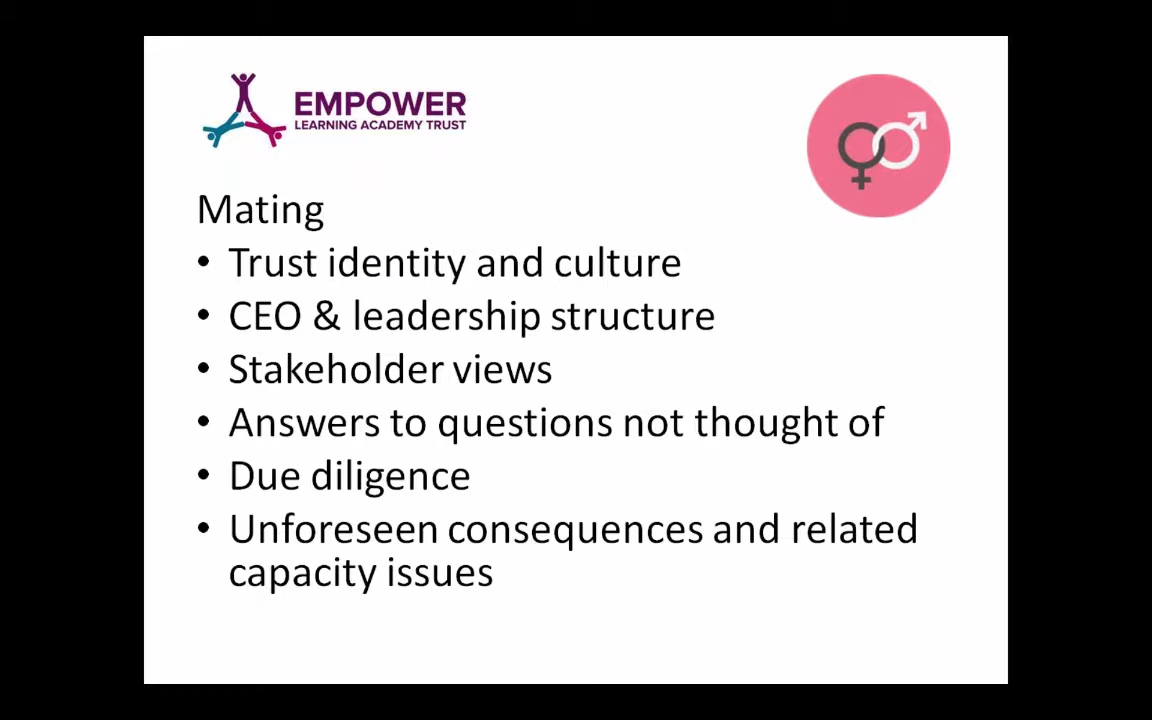 EMPOWER
LEARNING ACADEMY TRUST
Mating
• Trust identity and culture
• CEO & leadership structure
• Stakeholder views
• Answers to questions not thought of
• Due diligence
• Unforeseen consequences and related
capacity issues